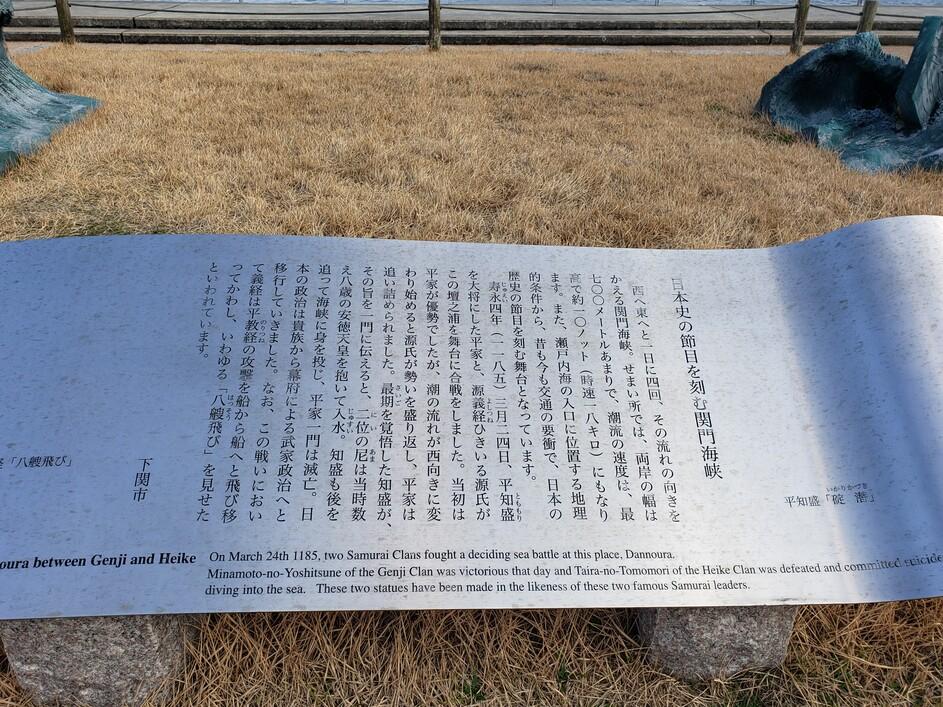 平知盛「碇 潜」
いかりかづき
日本史の節目を刻む関門海峡
西へ東へと一日に四回、その流れの向きを
かえる関門海峡。せまい所では、両岸の幅は
七〇〇メートルあまりで、潮流の速度は、最
高で約一〇ノット（時速一八キロ）にもなり
ます。また、瀬戸内海の入口に位置する地理
的条件から、昔も今も交通の要衝で、日本の
歴史の節目を刻む舞台となっています。
寿永四年（一一八五）三月二四日、平知盛
を大将にした平家と、源義経ひきいる源氏が
この壇之浦を舞台に合戦をしました。当初は
平家が優勢でしたが、潮の流れが西向きに変
わり始めると源氏が勢いを盛り返し、平家は
追い詰められました。最期を覚悟した知盛が、
その旨を一門に伝えると、二位の尼は当時数
え八歳の安徳天皇を抱いて入水。知盛も後を
追って海峡に身を投じ、平家一門は滅亡。日
本の政治は貴族から幕府による武家政治へと
移行していきました。なお、この戦いにおい
て義経は平教経の攻撃を船から船へと飛び移
ってかわし、いわゆる「八艘飛び」を見せた
といわれています。
下関市
「八艘飛び」
oura between Genji and Heike
On March 24th 1185, two Samurai Clans fought a deciding sea battle at this place, Dannoura.
Minamoto-no-Yoshitsune of the Genji Clan was victorious that day and Taira-no-Tomomori of the Heike Clan was defeated and committed suicide
diving into the sea. These two statues have been made in the likeness of these two famous Samurai leaders.